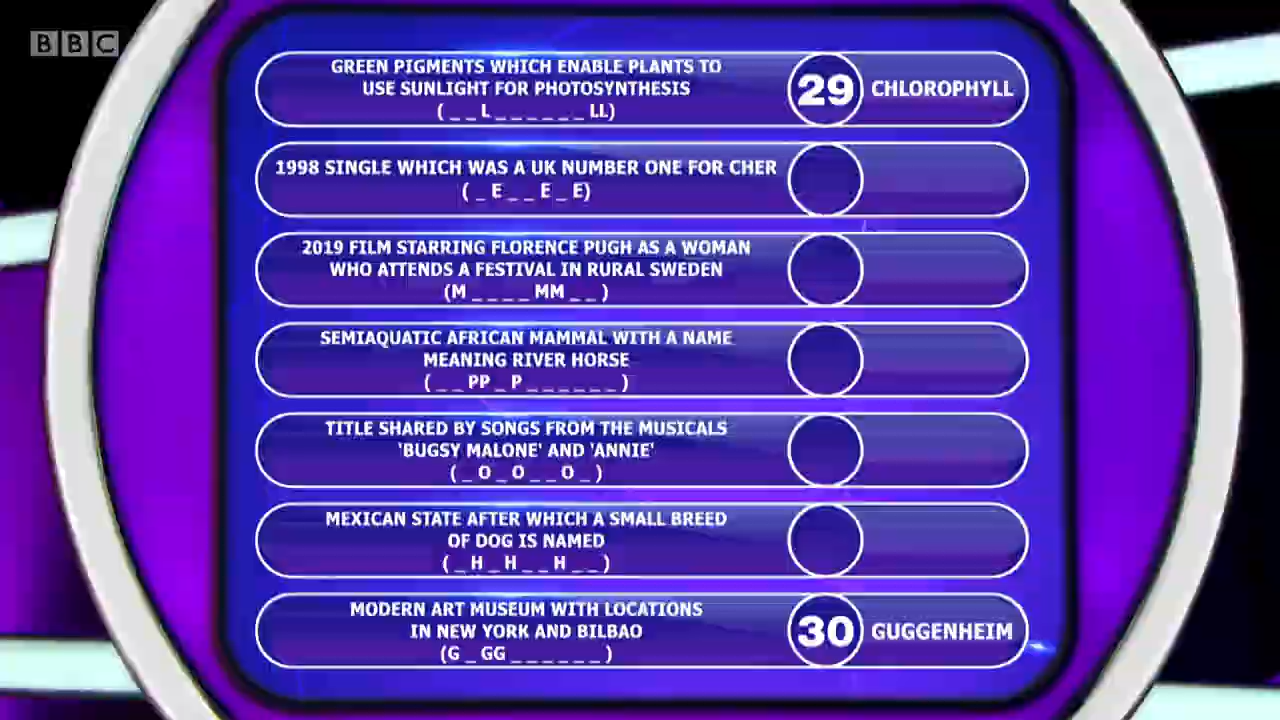 BBC
GREEN PIGMENTS WHICH ENABLE PLANTS TO
USE SUNLIGHT FOR PHOTOSYNTHESIS
( _ _ L _ _ _ _ _ _ LL)
29 CHLOROPHYLL
1998 SINGLE WHICH WAS A UK NUMBER ONE FOR CHER
( _ E _ _ E _ E)
2019 FILM STARRING FLORENCE PUGH AS A WOMAN
WHO ATTENDS A FESTIVAL IN RURAL SWEDEN
(M _ _ _ _ MM _ _ )
SEMIAQUATIC AFRICAN MAMMAL WITH A NAME
MEANING RIVER HORSE
( _ _ PP _ P _ _ _ _ _ _ )
TITLE SHARED BY SONGS FROM THE MUSICALS
'BUGSY MALONE' AND 'ANNIE'
( _ O _ O _ _ O _ )
MEXICAN STATE AFTER WHICH A SMALL BREED
OF DOG IS NAMED
( _ H _ H _ _ H _ _ )
MODERN ART MUSEUM WITH LOCATIONS
IN NEW YORK AND BILBAO
(G _ GG _ _ _ _ _ _ )
30 GUGGENHEIM